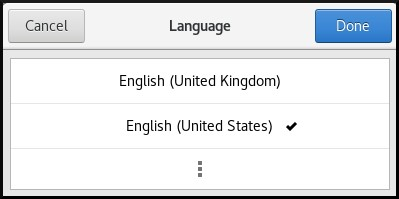 Cancel Language Done
English (United Kingdom)
English (United States)